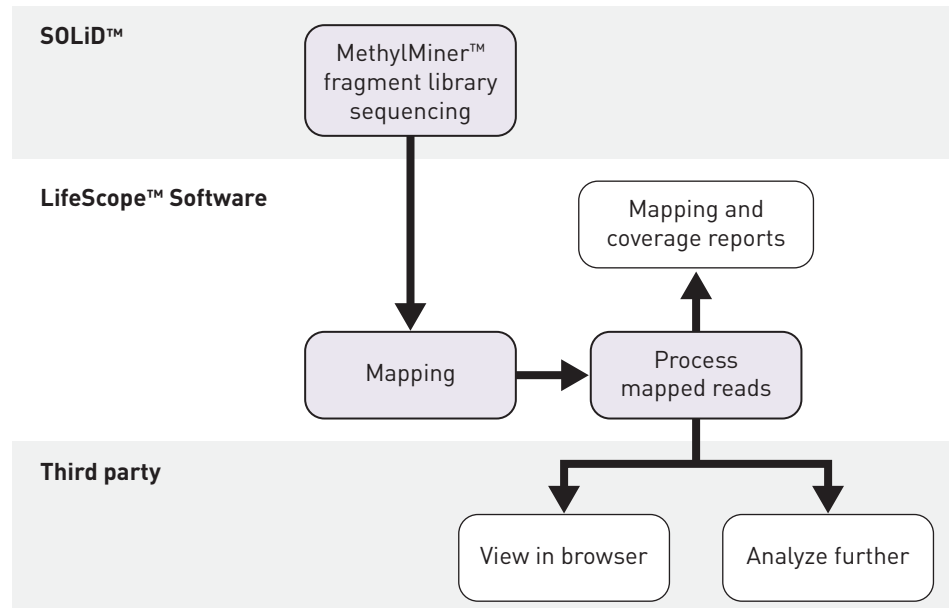 SOLiD™
MethylMiner™
fragment library
sequencing
LifeScope™ Software
Mapping and
coverage reports
Mapping
Process
mapped reads
Third party
View in browser
Analyze further